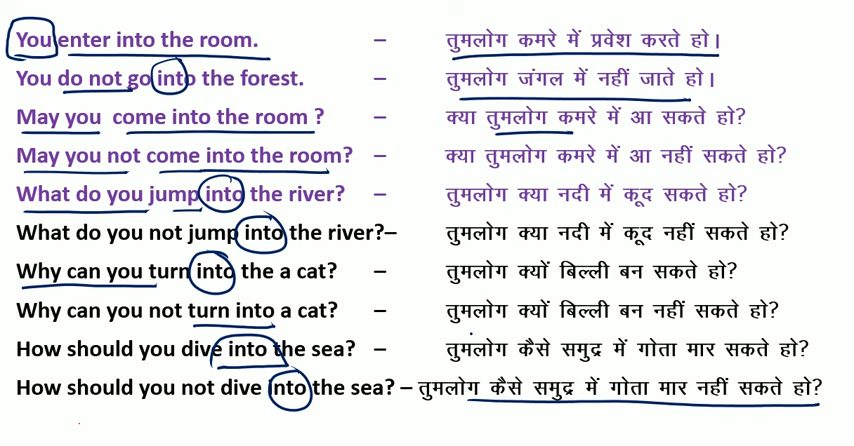 You enter into the room. – तुमलोग कमरे में प्रवेश करते हो।
You do not go into the forest. – तुमलोग जंगल में नहीं जाते हो।
May you come into the room ? – क्या तुमलोग कमरे में आ सकते हो?
May you not come into the room? – क्या तुमलोग कमरे में आ नहीं सकते हो?
What do you jump into the river? – तुमलोग क्या नदी में कूद सकते हो?
What do you not jump into the river?– तुमलोग क्या नदी में कूद नहीं सकते हो?
Why can you turn into the a cat? – तुमलोग क्यों बिल्ली बन सकते हो?
Why can you not turn into a cat? – तुमलोग क्यों बिल्ली बन नहीं सकते हो?
How should you dive into the sea? – तुमलोग कैसे समुद्र में गोता मार सकते हो?
How should you not dive into the sea? – तुमलोग कैसे समुद्र में गोता मार नहीं सकते हो?